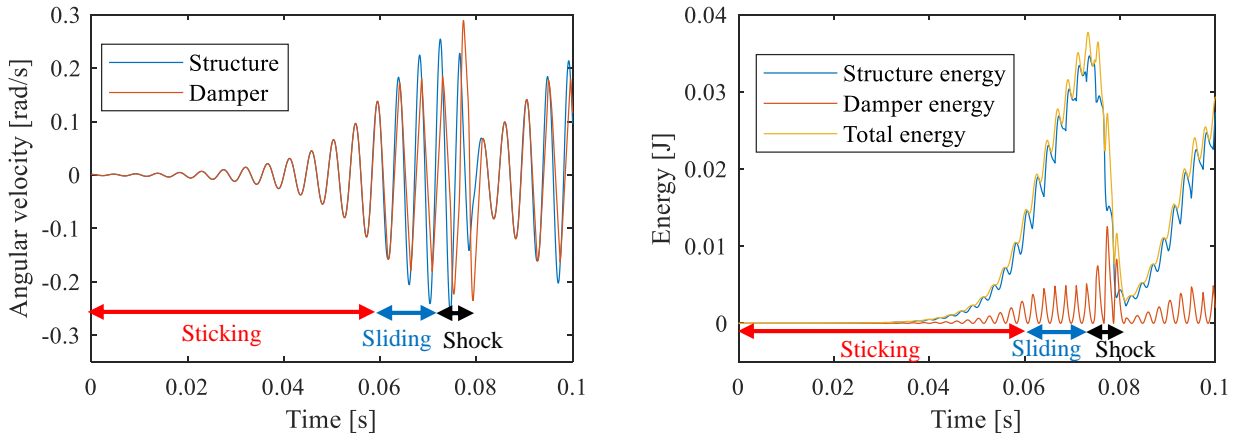 Angular velocity [rad/s]
0.3
0.2
0.1
0
-0.1
-0.2
-0.3
Structure
Damper
Sticking
Sliding
Shock
0 0.02 0.04 0.06 0.08 0.1
Time [s]
Energy [J]
0.04
0.03
0.02
0.01
0
Structure energy
Damper energy
Total energy
Sticking
Sliding
Shock
0 0.02 0.04 0.06 0.08 0.1
Time [s]